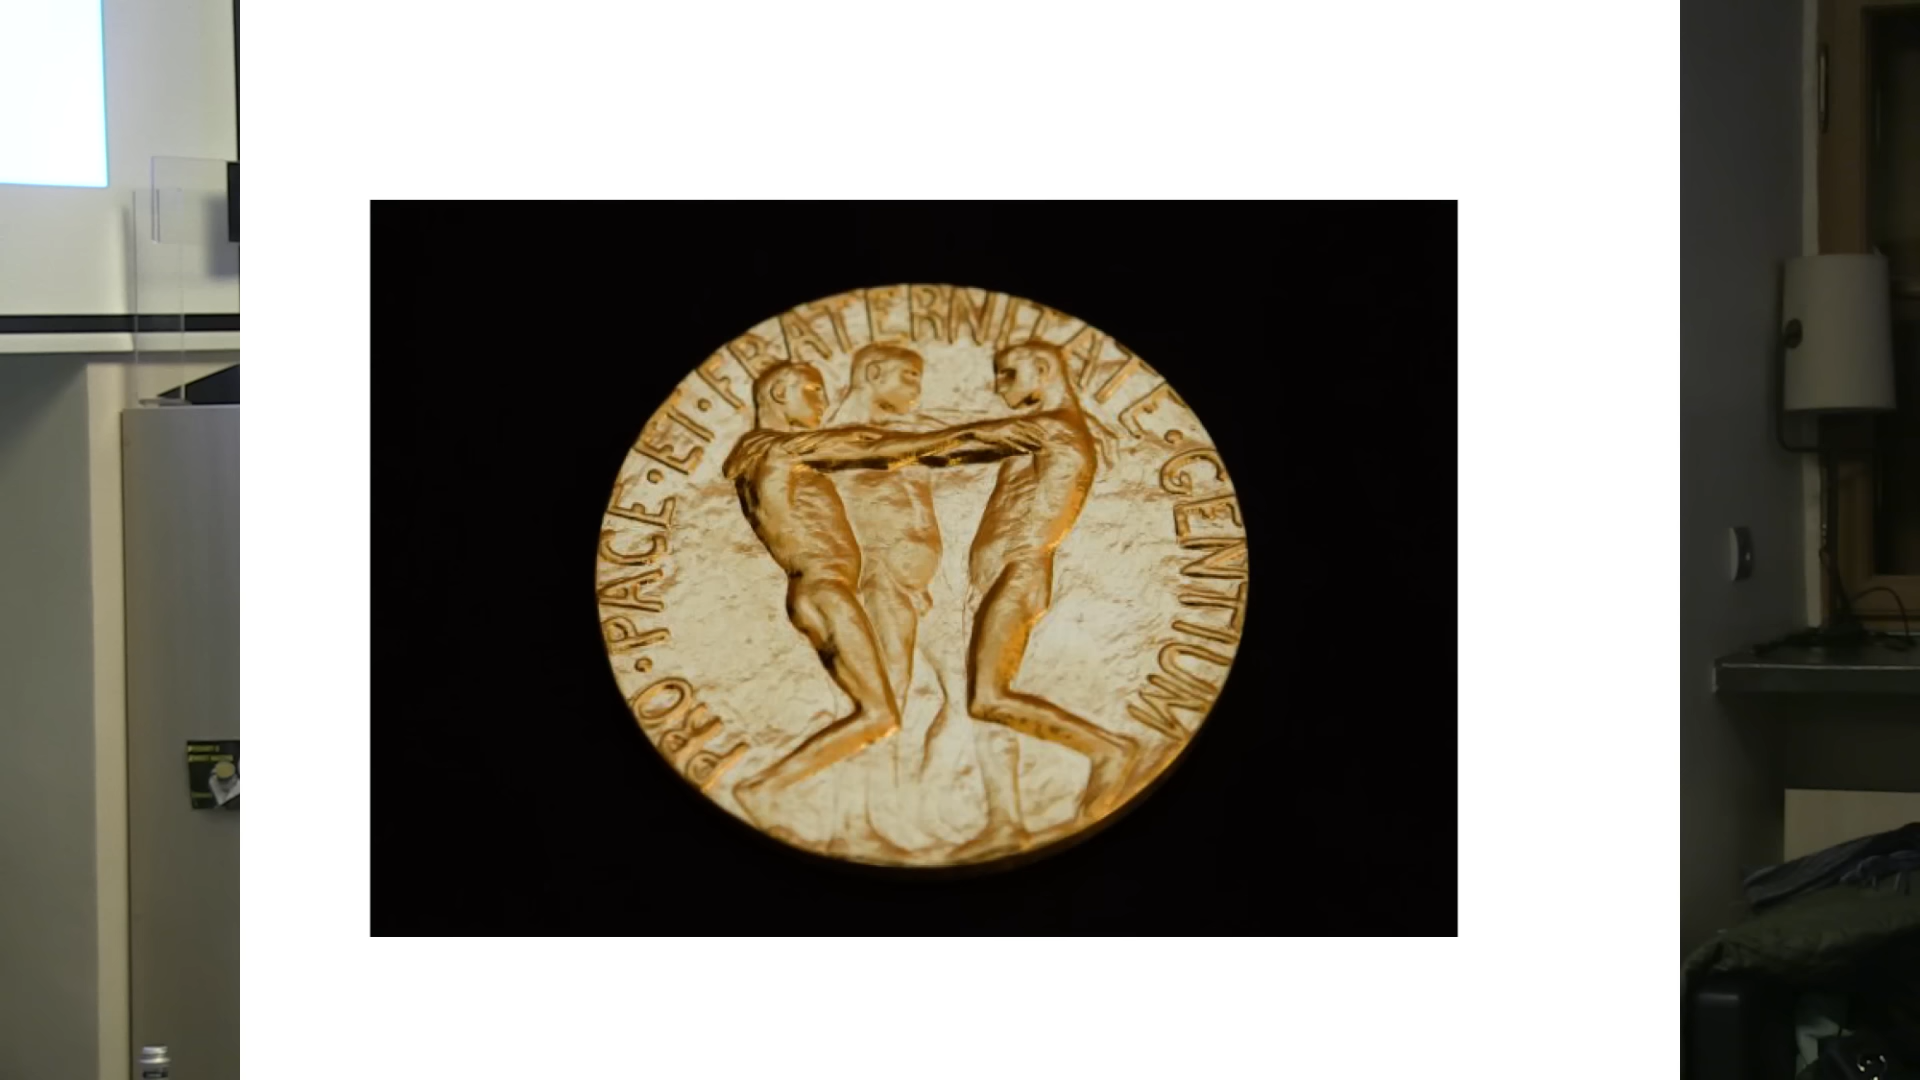 PRO · PACE · ET · FRATERNITATE · GENTIUM